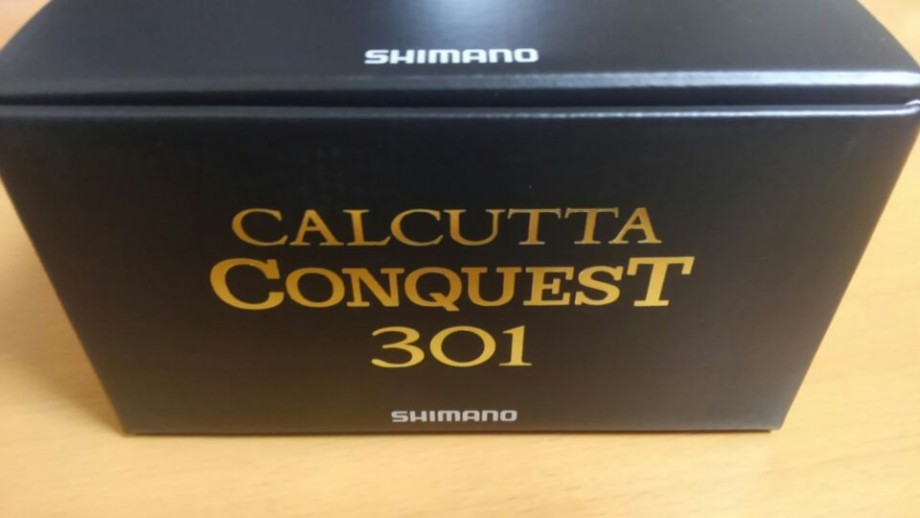 SHIMANO
CALCUTTA
CONQUEST
301
SHIMANO